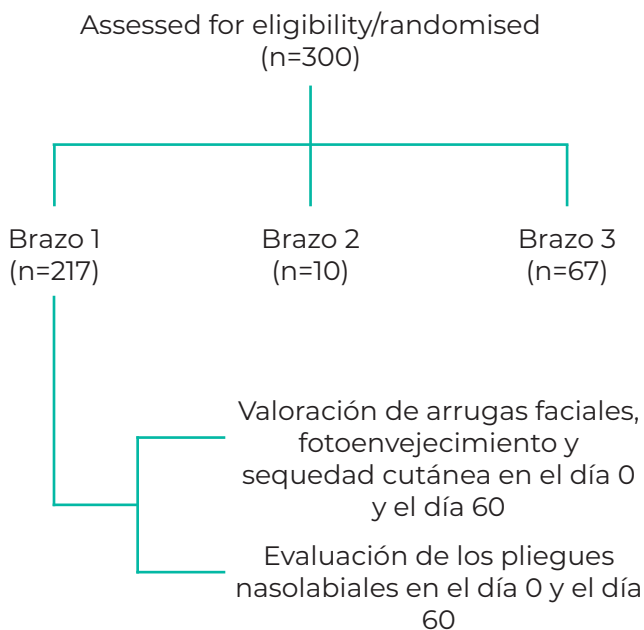 Assessed for eligibility/randomised
(n=300)
Brazo 1
(n=217)
Brazo 2
(n=10)
Brazo 3
(n=67)
Valoración de arrugas faciales,
fotoenvejecimiento y
sequedad cutánea en el día 0
y el día 60
Evaluación de los pliegues
nasolabiales en el día 0 y el día
60